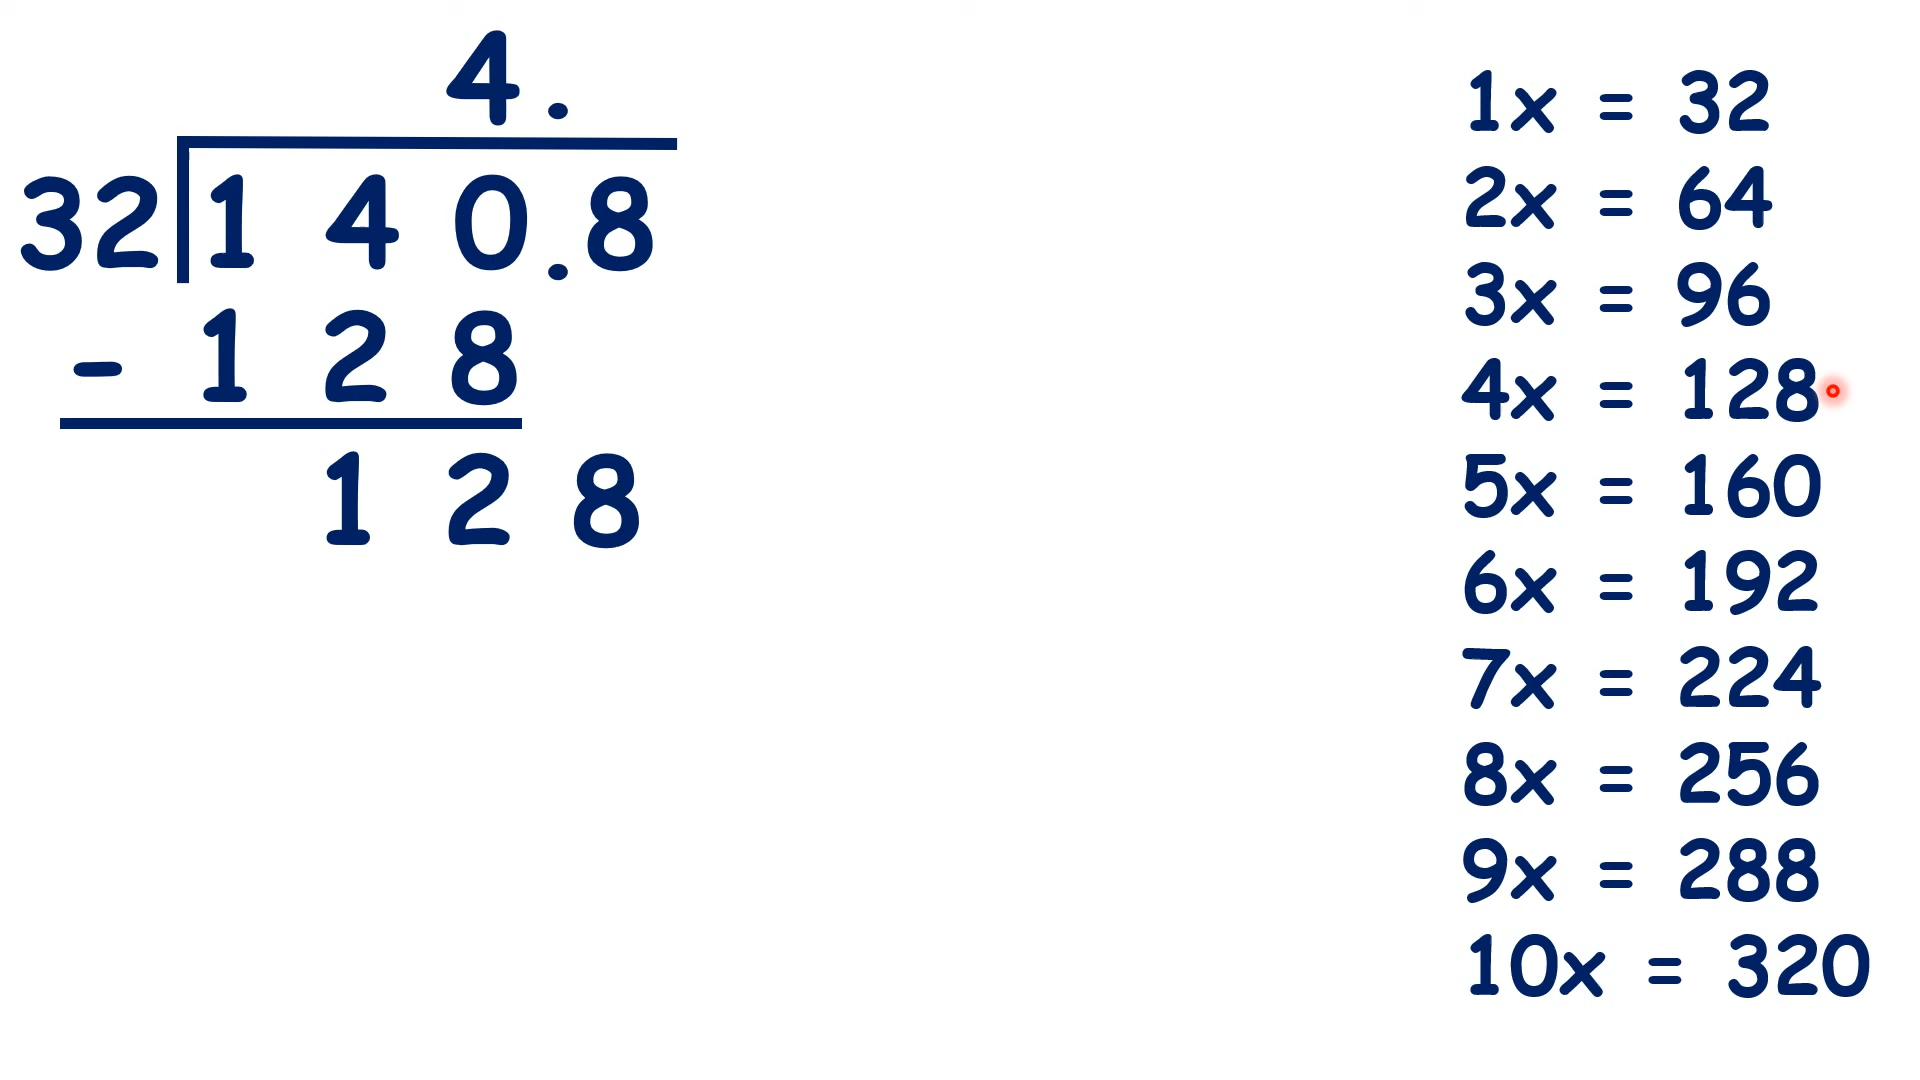 4.
32 1 4 0 . 8
- 1 2 8
1 2 8
1x = 32
2x = 64
3x = 96
4x = 128
5x = 160
6x = 192
7x = 224
8x = 256
9x = 288
10x = 320